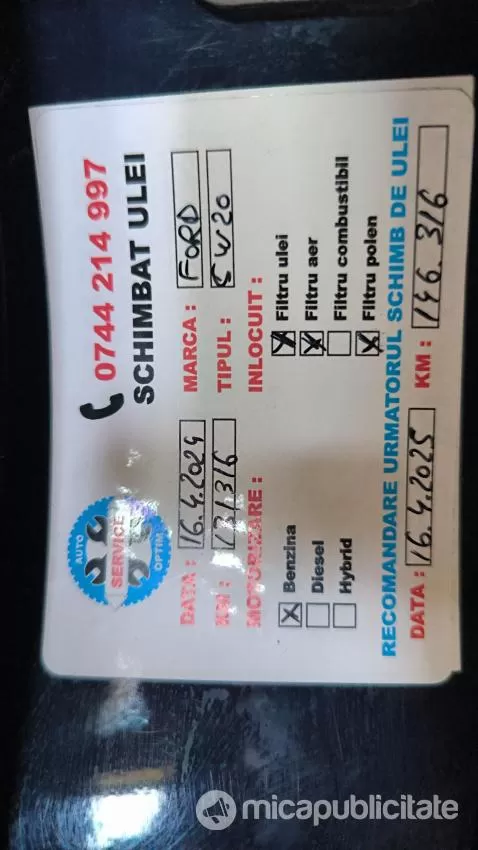 AUTO
SERVICE
OPTIM
0744 214 997
SCHIMBAT ULEI
DATA : 16.4.2024 MARCA : FORD
KM : 131316 TIPUL : 5W20
MOTORIZARE : INLOCUIT :
X Benzina X Filtru ulei
Diesel X Filtru aer
Hybrid Filtru combustibil
X Filtru polen
RECOMANDARE URMATORUL SCHIMB DE ULEI
DATA : 16.4.2025 KM : 146.316
micapublicitate